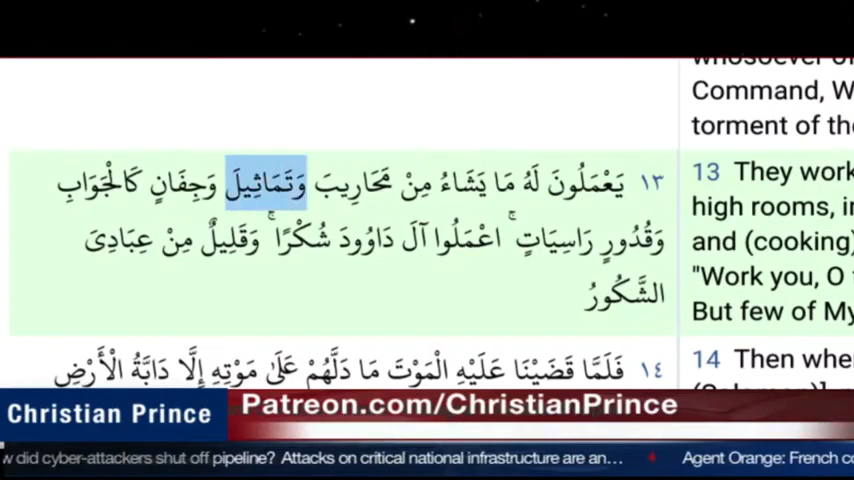 Command, W
torment of the
١٣ يَعْمَلُونَ لَهُ مَا يَشَاءُ مِنْ مَحَارِيبَ وَتَمَاثِيلَ وَجِفَانٍ كَالْجَوَابِ
وَقُدُورٍ رَاسِيَاتٍ ۚ اعْمَلُوا آلَ دَاوُودَ شُكْرًا ۚ وَقَلِيلٌ مِنْ عِبَادِيَ
الشَّكُورُ
13 They work
high rooms, i
and (cooking)
"Work you, O
But few of My
١٤ فَلَمَّا قَضَيْنَا عَلَيْهِ الْمَوْتَ مَا دَلَّهُمْ عَلَىٰ مَوْتِهِ إِلَّا دَابَّةُ الْأَرْضِ
14 Then whe
Christian Prince
Patreon.com/ChristianPrince
w did cyber-attackers shut off pipeline? Attacks on critical national infrastructure are an... Agent Orange: French c